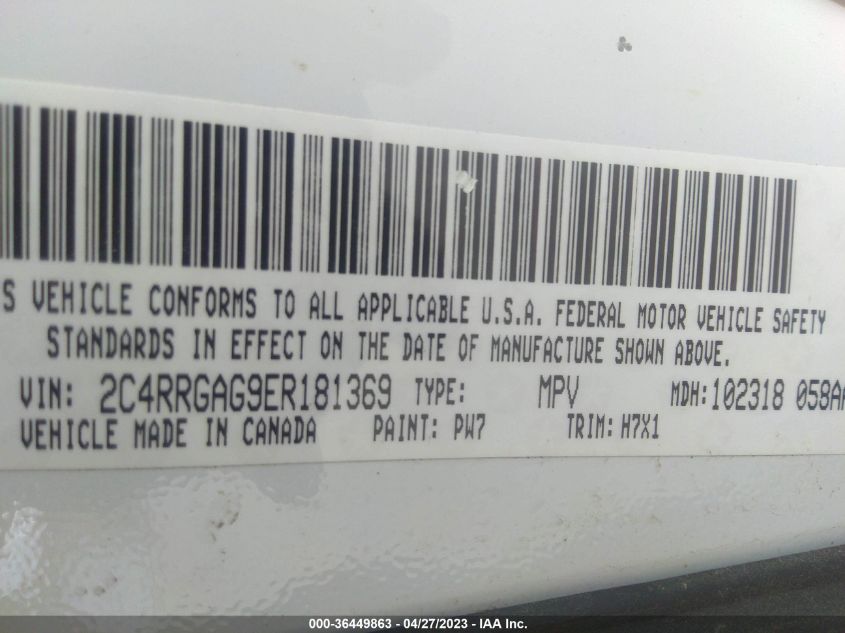 S VEHICLE CONFORMS TO ALL APPLICABLE U.S.A. FEDERAL MOTOR VEHICLE SAFETY
STANDARDS IN EFFECT ON THE DATE OF MANUFACTURE SHOWN ABOVE.
VIN: 2C4RRGAG9ER181369 TYPE: MPV MDH:102318 058A
VEHICLE MADE IN CANADA PAINT: PW7 TRIM: H7X1
000-36449863 - 04/27/2023 - IAA Inc.